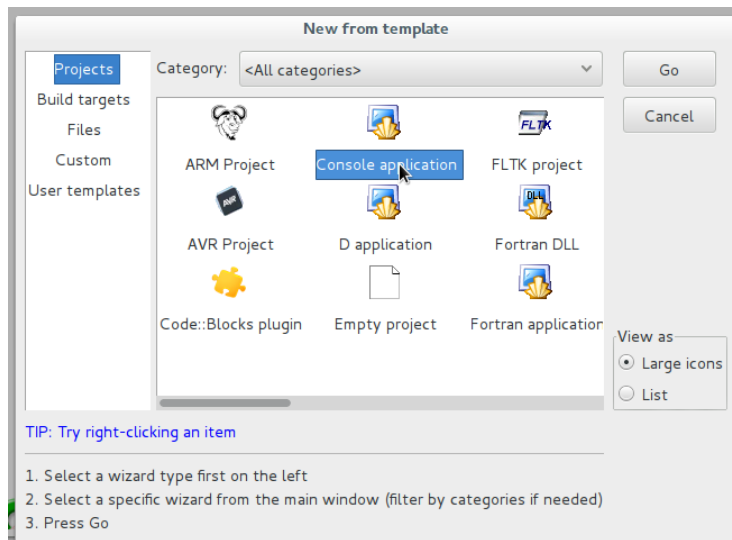 New from template
Projects
Build targets
Files
Custom
User templates
Category: <All categories>
Go
Cancel
FLTK
ARM Project Console application FLTK project
AVR DLL
AVR Project D application Fortran DLL
Code::Blocks plugin Empty project Fortran application
View as
Large icons
List
TIP: Try right-clicking an item
1. Select a wizard type first on the left
2. Select a specific wizard from the main window (filter by categories if needed)
3. Press Go